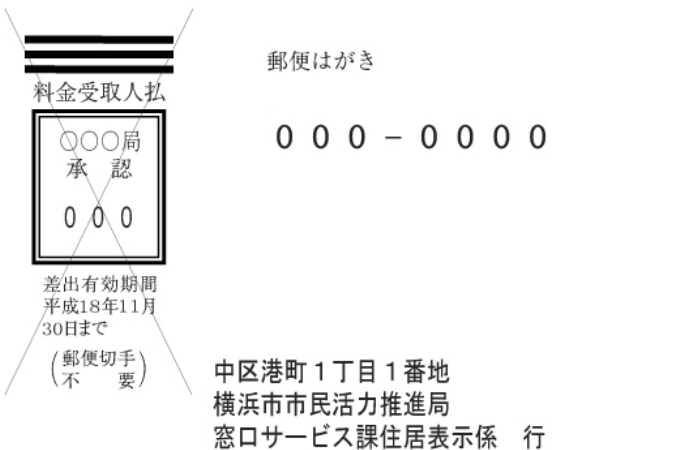 料金受取人払
〇〇〇局
承　認
０００
差出有効期間
平成18年11月
30日まで
(郵便切手
不　　要)
郵便はがき
０００−００００
中区港町１丁目１番地
横浜市市民活力推進局
窓口サービス課住居表示係　行